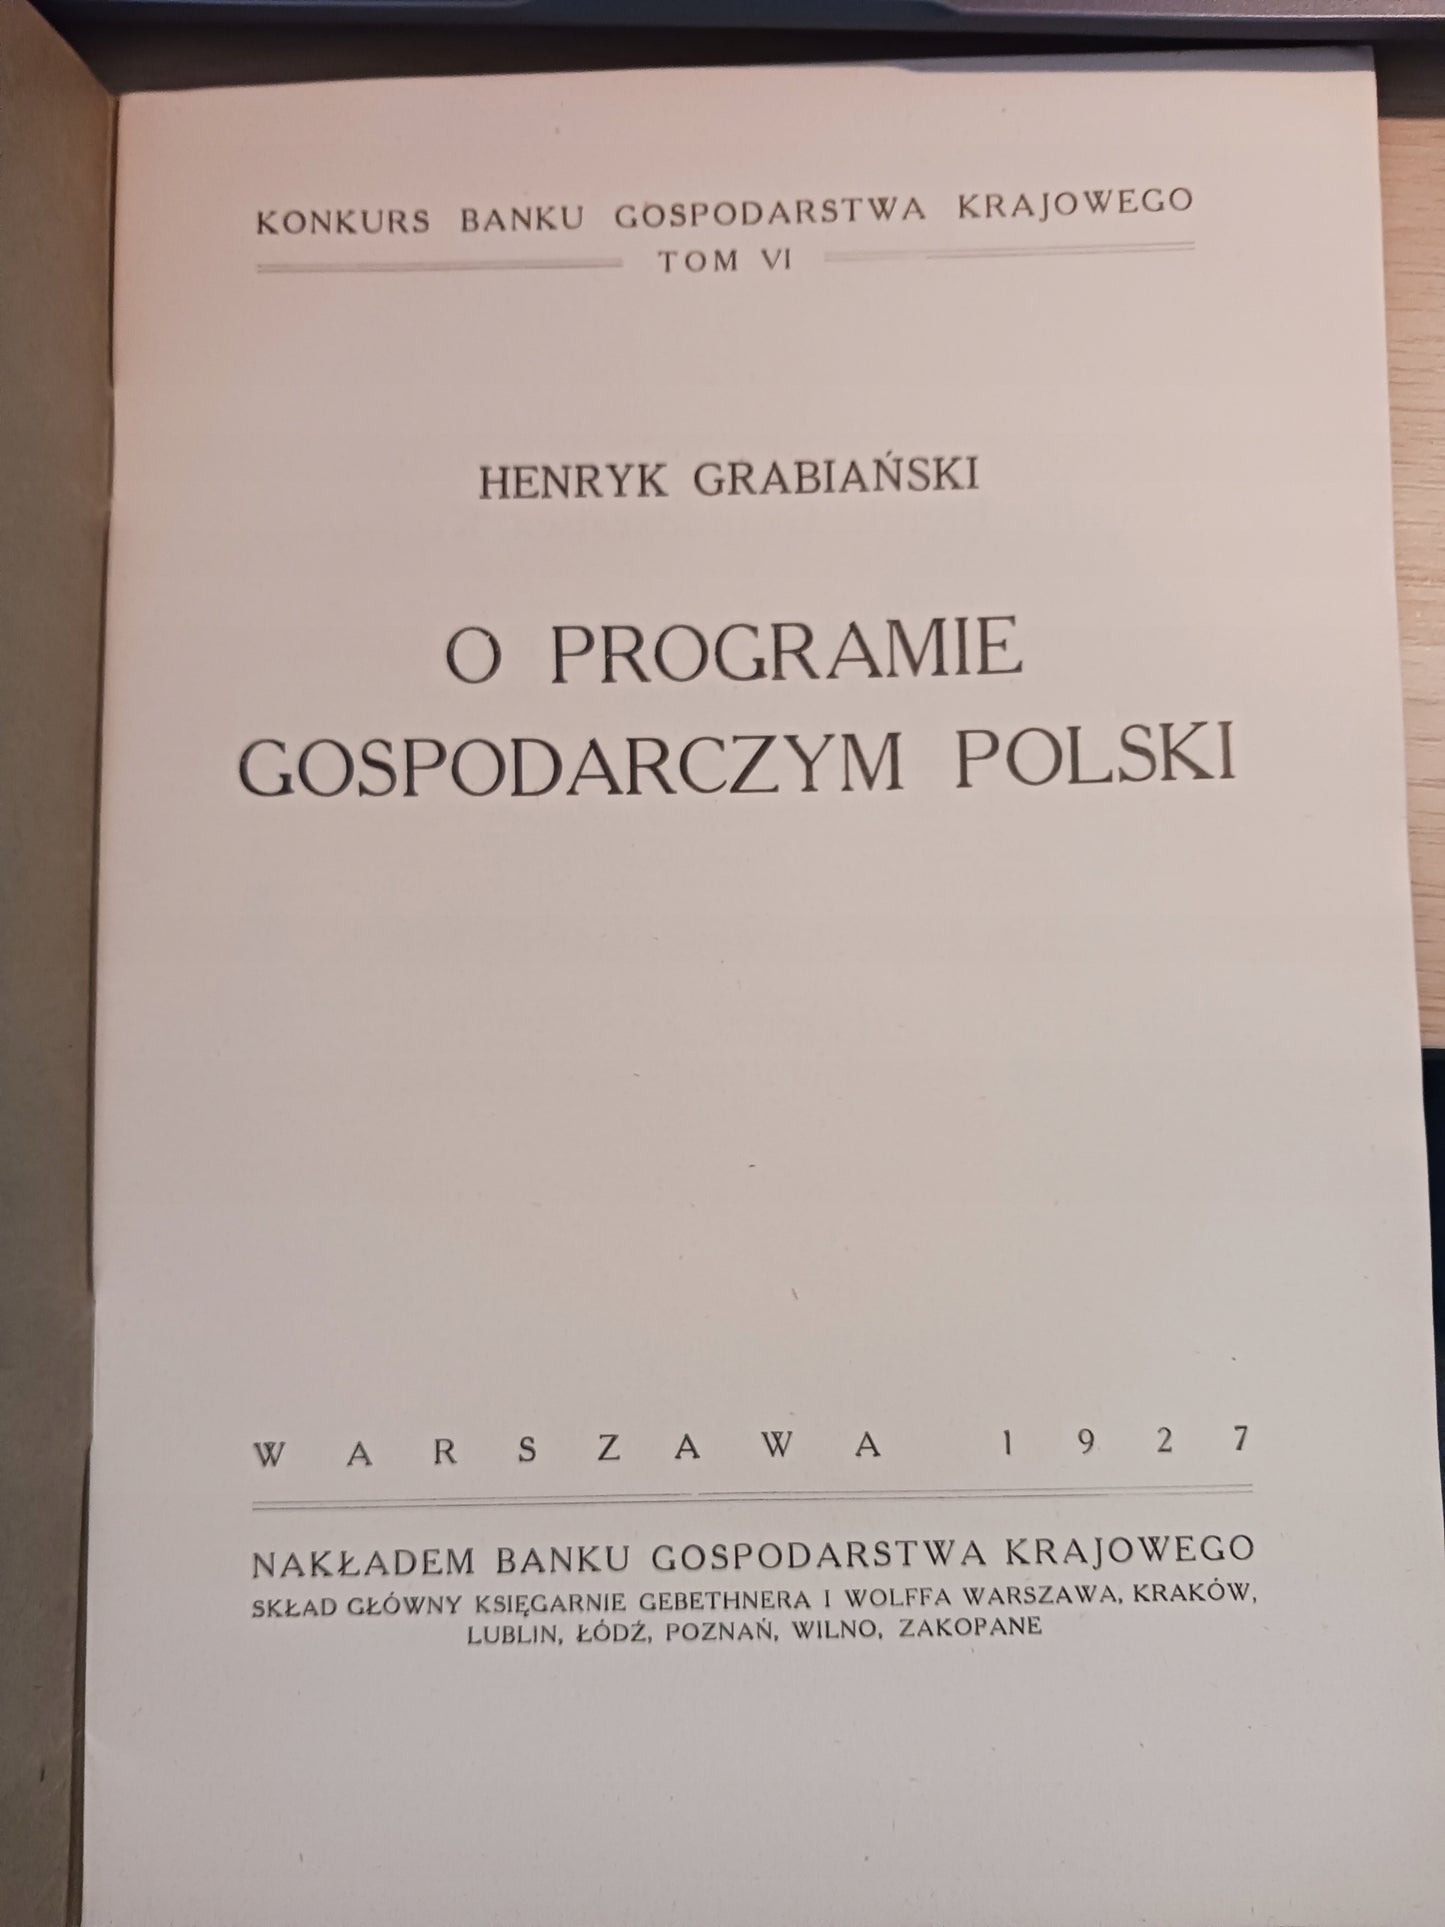 KONKURS BANKU GOSPODARSTWA KRAJOWEGO
TOM VI
HENRYK GRABIAŃSKI
O PROGRAMIE
GOSPODARCZYM POLSKI
WARSZAWA 1927
NAKŁADEM BANKU GOSPODARSTWA KRAJOWEGO
SKŁAD GŁÓWNY KSIĘGARNIE GEBETHNERA I WOLFFA WARSZAWA, KRAKÓW,
LUBLIN, ŁÓDŹ, POZNAŃ, WILNO, ZAKOPANE